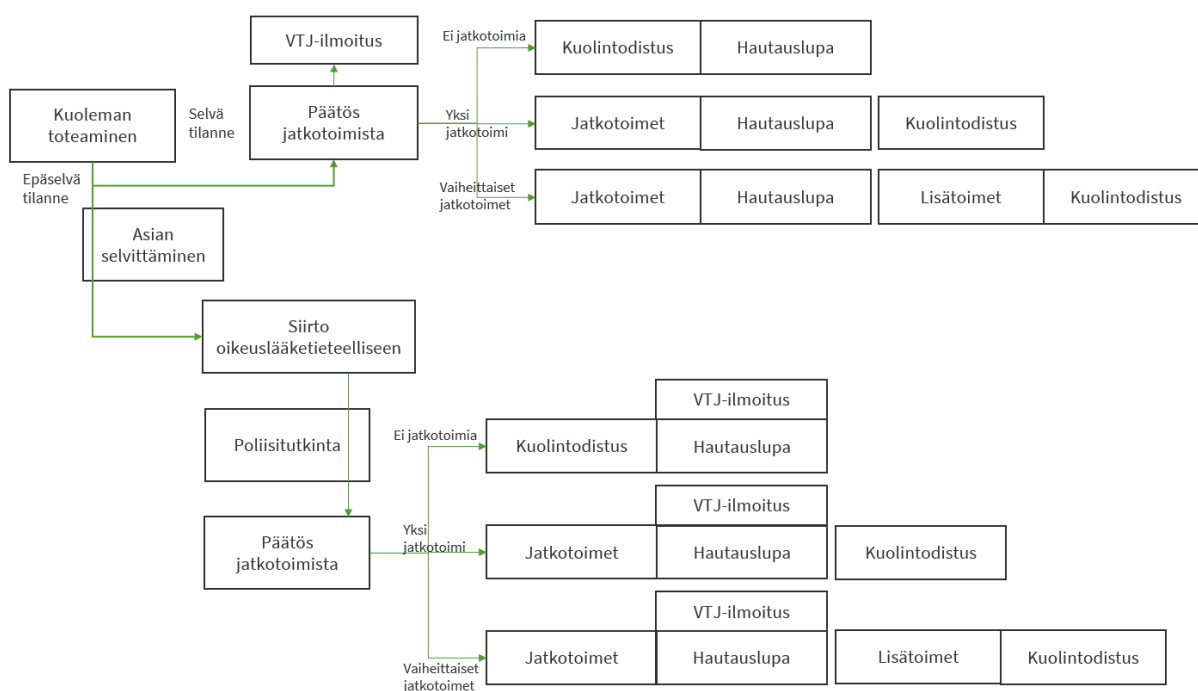 VTJ-ilmoitus
Ei jatkotoimia
Kuolintodistus
Hautauslupa
Kuoleman
toteaminen
Selvä
tilanne
Päätös
jatkotoimista
Yksi
jatkotoimi
Jatkotoimet
Hautauslupa
Kuolintodistus
Epäselvä
tilanne
Vaiheittaiset
jatkotoimet
Jatkotoimet
Hautauslupa
Lisätoimet
Kuolintodistus
Asian
selvittäminen
Siirto
oikeuslääketieteelliseen
Poliisitutkinta
Päätös
jatkotoimista
Ei jatkotoimia
VTJ-ilmoitus
Kuolintodistus
Hautauslupa
Yksi
jatkotoimi
VTJ-ilmoitus
Jatkotoimet
Hautauslupa
Kuolintodistus
Vaiheittaiset
jatkotoimet
VTJ-ilmoitus
Jatkotoimet
Hautauslupa
Lisätoimet
Kuolintodistus